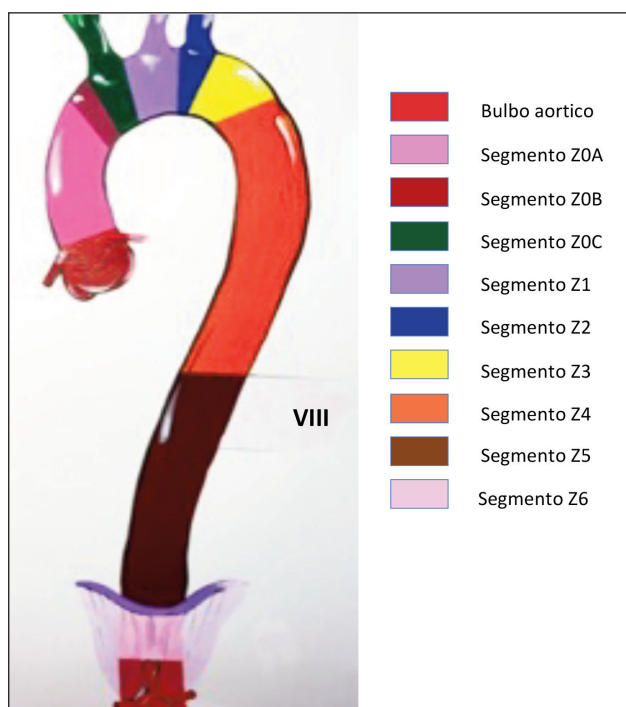 Bulbo aortico
Segmento Z0A
Segmento Z0B
Segmento Z0C
Segmento Z1
Segmento Z2
Segmento Z3
VIII
Segmento Z4
Segmento Z5
Segmento Z6